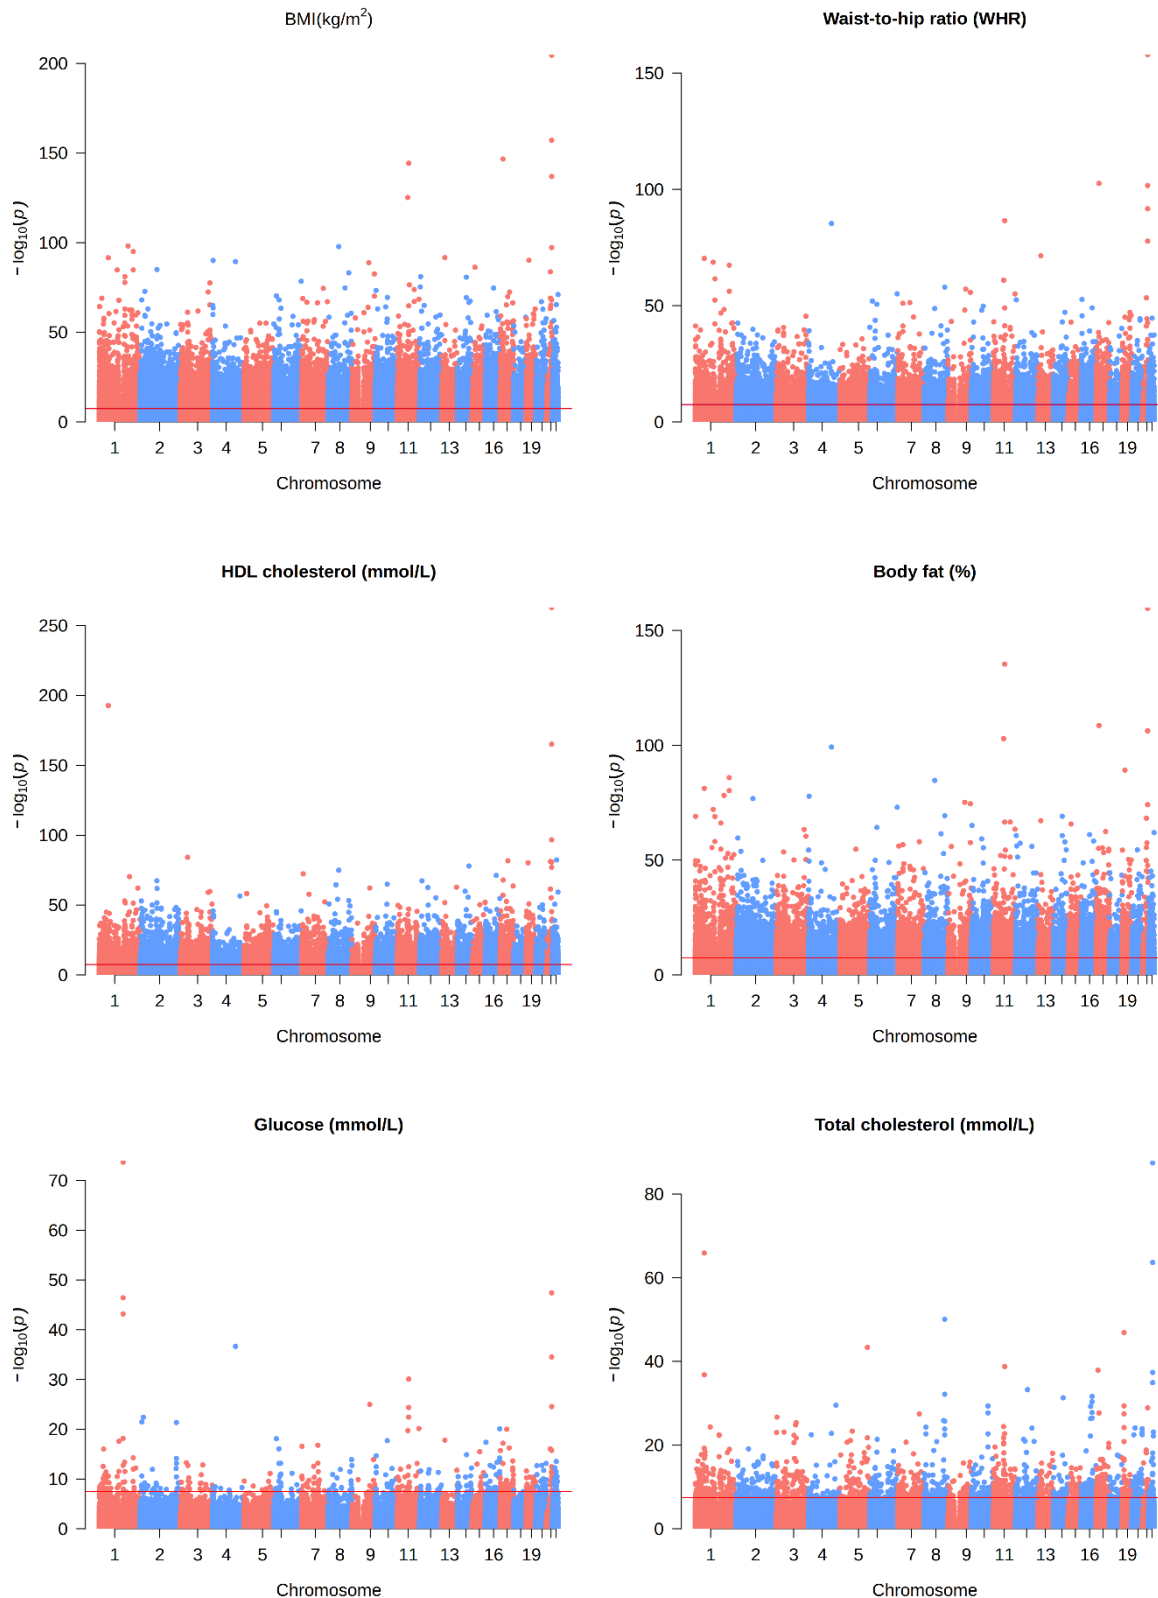 BMI(kg/m²)
200
150
100
50
0
− log₁₀(p)
1 2 3 4 5 7 8 9 11 13 16 19
Chromosome
Waist-to-hip ratio (WHR)
150
100
50
0
− log₁₀(p)
1 2 3 4 5 7 8 9 11 13 16 19
Chromosome
HDL cholesterol (mmol/L)
250
200
150
100
50
0
− log₁₀(p)
1 2 3 4 5 7 8 9 11 13 16 19
Chromosome
Body fat (%)
150
100
50
0
− log₁₀(p)
1 2 3 4 5 7 8 9 11 13 16 19
Chromosome
Glucose (mmol/L)
70
60
50
40
30
20
10
0
− log₁₀(p)
1 2 3 4 5 7 8 9 11 13 16 19
Chromosome
Total cholesterol (mmol/L)
80
60
40
20
0
− log₁₀(p)
1 2 3 4 5 7 8 9 11 13 16 19
Chromosome